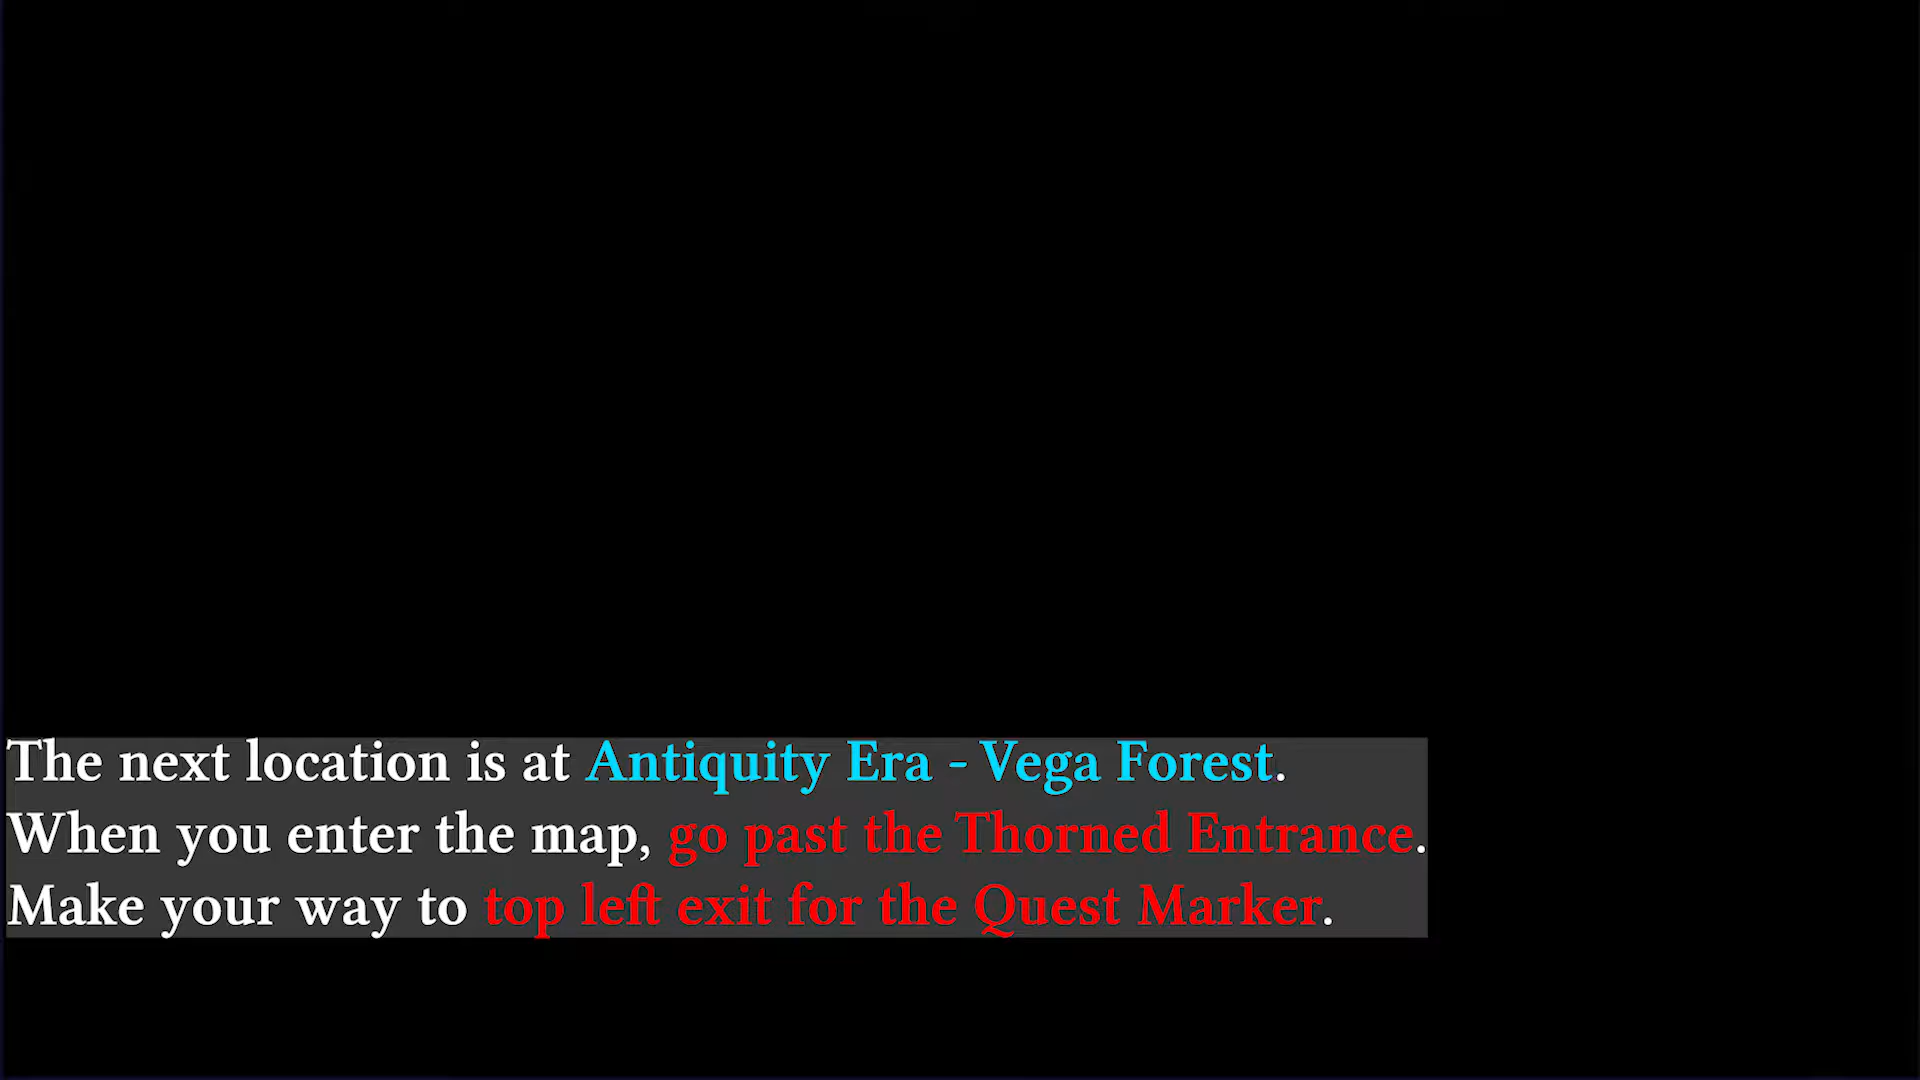 The next location is at Antiquity Era - Vega Forest.
When you enter the map, go past the Thorned Entrance.
Make your way to top left exit for the Quest Marker.